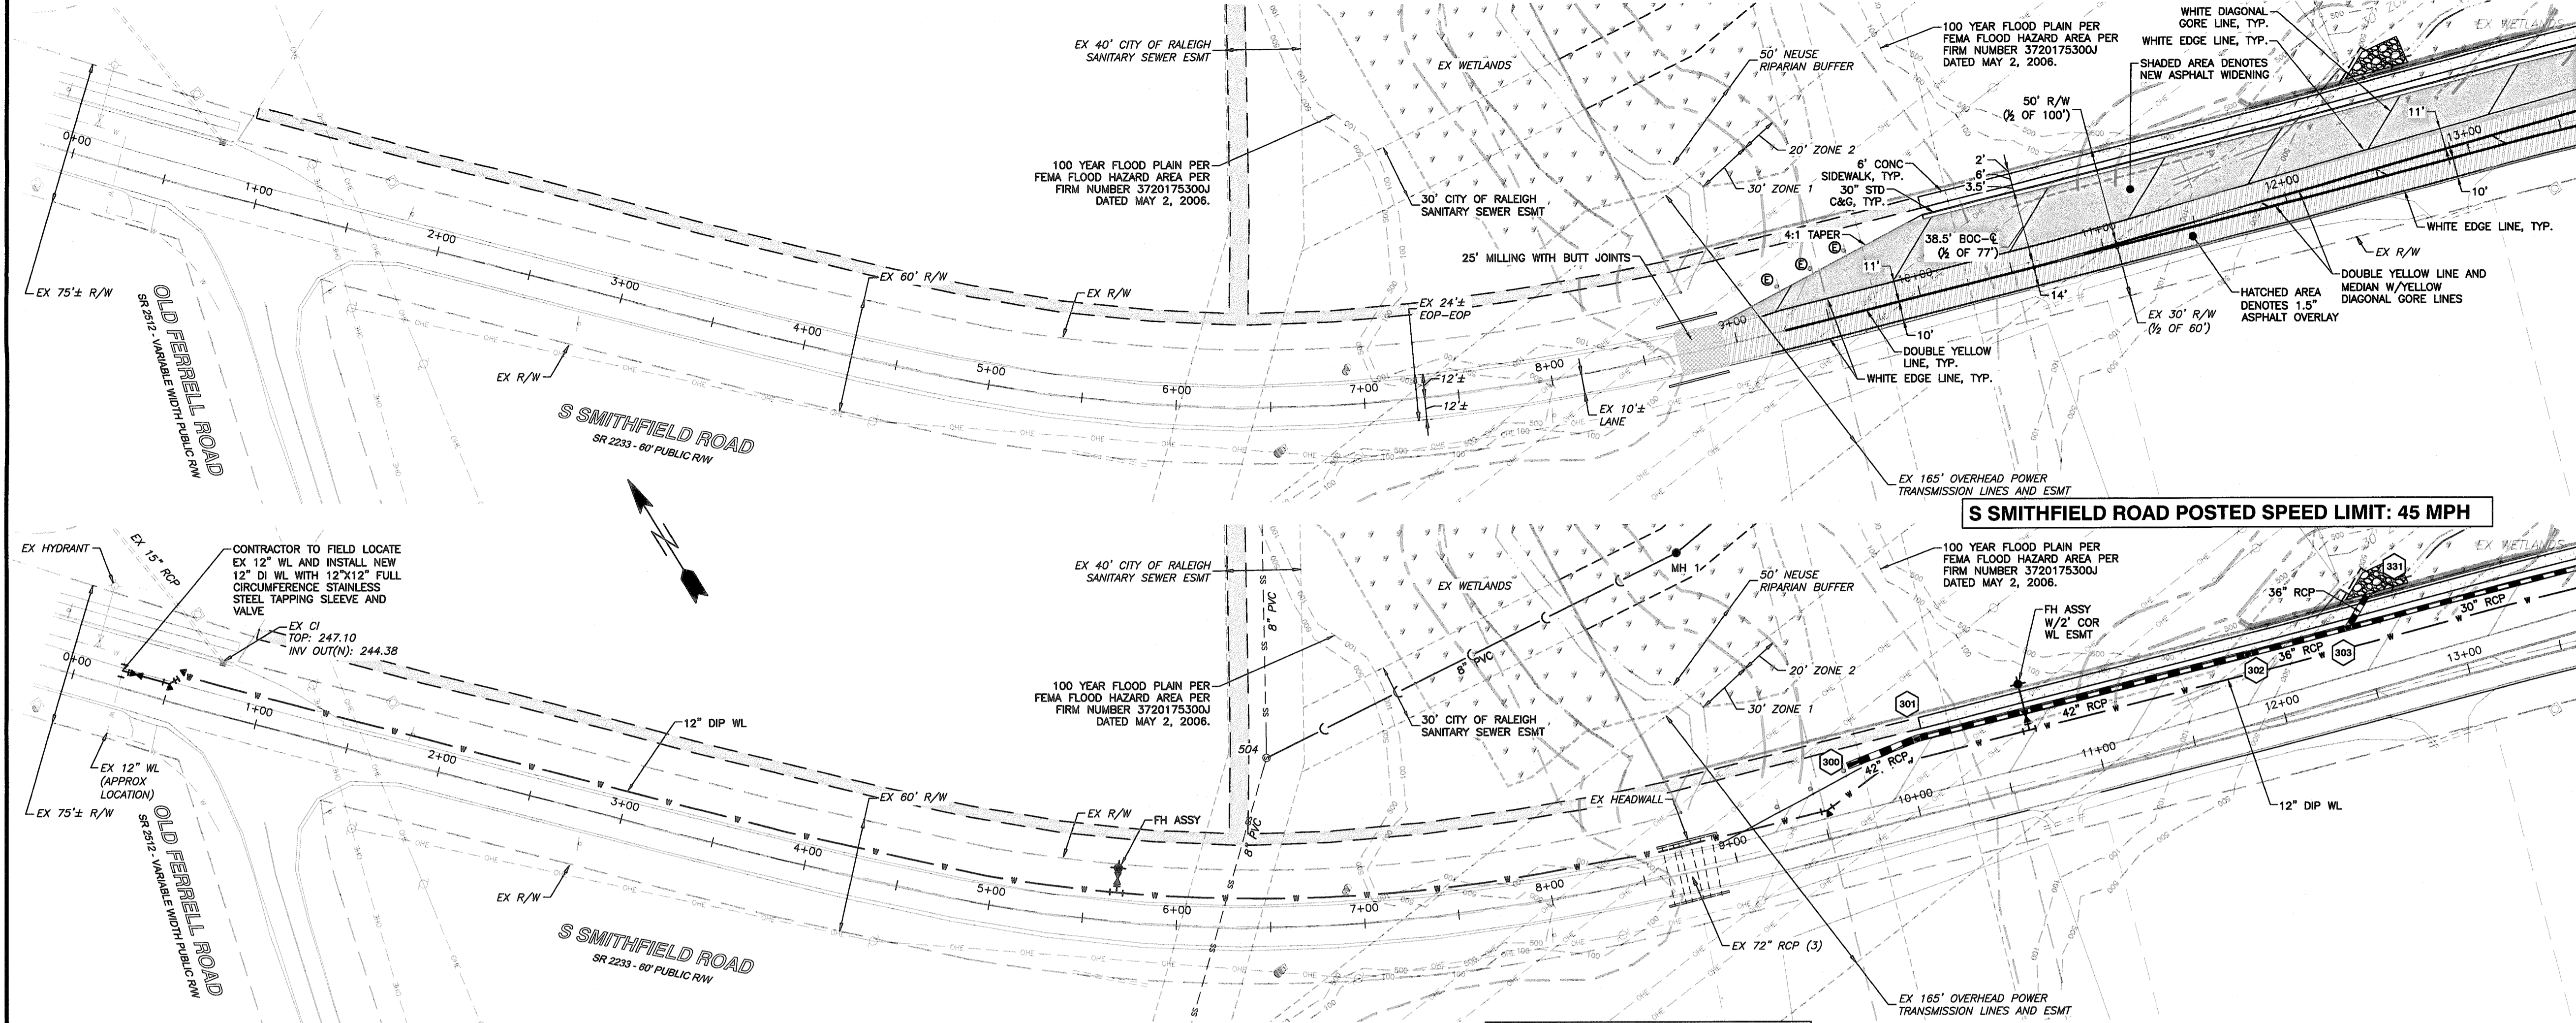 EX 40' CITY OF RALEIGH
SANITARY SEWER ESMT
EX WETLANDS
50' NEUSE
RIPARIAN BUFFER
100 YEAR FLOOD PLAIN PER
FEMA FLOOD HAZARD AREA PER
FIRM NUMBER 3720175300J
DATED MAY 2, 2006.
WHITE DIAGONAL
GORE LINE, TYP.
WHITE EDGE LINE, TYP.
SHADED AREA DENOTES
NEW ASPHALT WIDENING
EX WETLANDS
50' R/W
(½ OF 100')
11'
13+00
0+00
1+00
2+00
3+00
4+00
5+00
6+00
7+00
8+00
9+00
10+00
11+00
12+00
100 YEAR FLOOD PLAIN PER
FEMA FLOOD HAZARD AREA PER
FIRM NUMBER 3720175300J
DATED MAY 2, 2006.
20' ZONE 2
30' ZONE 1
30' CITY OF RALEIGH
SANITARY SEWER ESMT
6' CONC
SIDEWALK, TYP.
30" STD
C&G, TYP.
2'
6'
3.5'
4:1 TAPER
38.5' BOC-℄
(½ OF 77')
11'
10'
14'
10'
WHITE EDGE LINE, TYP.
EX R/W
DOUBLE YELLOW LINE AND
MEDIAN W/YELLOW
DIAGONAL GORE LINES
HATCHED AREA
DENOTES 1.5"
ASPHALT OVERLAY
EX 30' R/W
(½ OF 60')
25' MILLING WITH BUTT JOINTS
EX 24'±
EOP-EOP
12'±
12'±
EX 10'±
LANE
DOUBLE YELLOW
LINE, TYP.
WHITE EDGE LINE, TYP.
EX 75'± R/W
OLD FERRELL ROAD
SR 2512 - VARIABLE WIDTH PUBLIC R/W
EX 60' R/W
EX R/W
EX R/W
S SMITHFIELD ROAD
SR 2233 - 60' PUBLIC R/W
EX 165' OVERHEAD POWER
TRANSMISSION LINES AND ESMT
S SMITHFIELD ROAD POSTED SPEED LIMIT: 45 MPH
N
EX HYDRANT
EX 15" RCP
CONTRACTOR TO FIELD LOCATE
EX 12" WL AND INSTALL NEW
12" DI WL WITH 12"X12" FULL
CIRCUMFERENCE STAINLESS
STEEL TAPPING SLEEVE AND
VALVE
EX CI
TOP: 247.10
INV OUT(N): 244.38
EX 40' CITY OF RALEIGH
SANITARY SEWER ESMT
8" PVC
SS
MH 1
EX WETLANDS
50' NEUSE
RIPARIAN BUFFER
100 YEAR FLOOD PLAIN PER
FEMA FLOOD HAZARD AREA PER
FIRM NUMBER 3720175300J
DATED MAY 2, 2006.
FH ASSY
W/2' COR
WL ESMT
EX WETLANDS
331
36" RCP
30" RCP
36" RCP
303
302
42" RCP
301
300
42" RCP
13+00
12+00
11+00
10+00
9+00
0+00
1+00
2+00
3+00
4+00
5+00
6+00
7+00
8+00
12" DIP WL
100 YEAR FLOOD PLAIN PER
FEMA FLOOD HAZARD AREA PER
FIRM NUMBER 3720175300J
DATED MAY 2, 2006.
8" PVC
20' ZONE 2
30' ZONE 1
30' CITY OF RALEIGH
SANITARY SEWER ESMT
504
8" PVC
EX 12" WL
(APPROX
LOCATION)
EX 75'± R/W
OLD FERRELL ROAD
SR 2512 - VARIABLE WIDTH PUBLIC R/W
EX 60' R/W
EX R/W
FH ASSY
EX HEADWALL
12" DIP WL
EX R/W
S SMITHFIELD ROAD
SR 2233 - 60' PUBLIC R/W
EX 72" RCP (3)
EX 165' OVERHEAD POWER
TRANSMISSION LINES AND ESMT